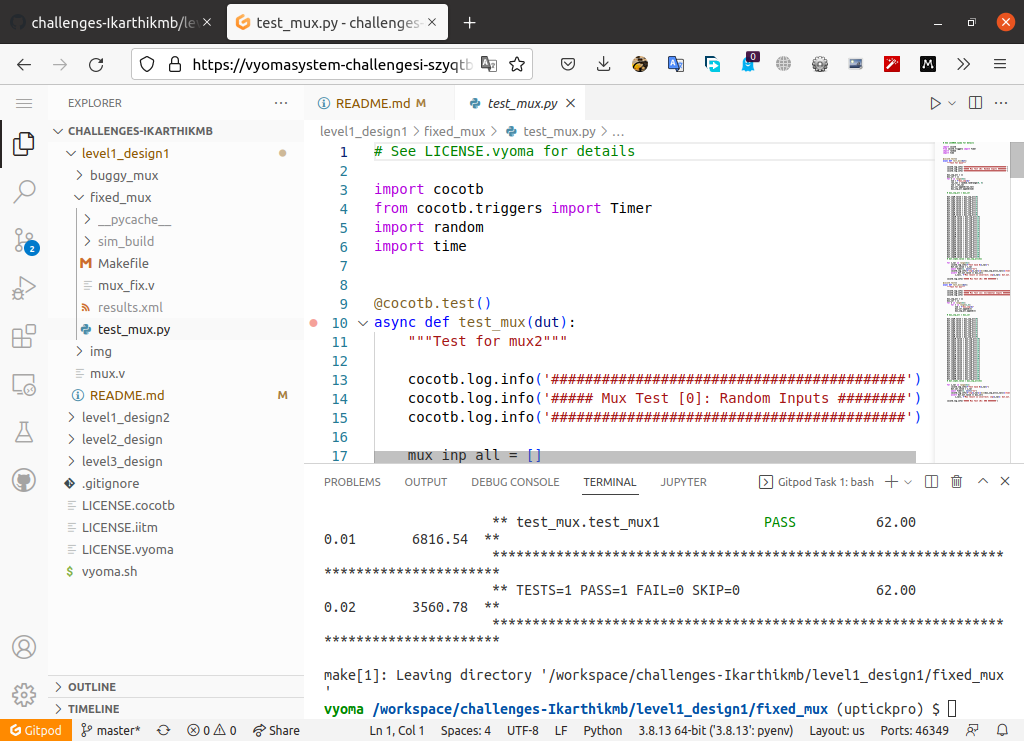 challenges-Ikarthikmb/le
test_mux.py - challenges-
https://vyomasystem-challengesi-szyqtb
0
EXPLORER
README.md M
test_mux.py
CHALLENGES-IKARTHIKMB
level1_design1
buggy_mux
fixed_mux
__pycache__
sim_build
Makefile
mux_fix.v
results.xml
test_mux.py
img
mux.v
README.md M
level1_design2
level2_design
level3_design
.gitignore
LICENSE.cocotb
LICENSE.iitm
LICENSE.vyoma
vyoma.sh
OUTLINE
TIMELINE
2
level1_design1 > fixed_mux > test_mux.py > ...
1 # See LICENSE.vyoma for details
2
3 import cocotb
4 from cocotb.triggers import Timer
5 import random
6 import time
7
8
9 @cocotb.test()
10 async def test_mux(dut):
11 """Test for mux2"""
12
13 cocotb.log.info('##########################################')
14 cocotb.log.info('##### Mux Test [0]: Random Inputs ########')
15 cocotb.log.info('##########################################')
16
17 mux_inp_all = []
PROBLEMS OUTPUT DEBUG CONSOLE TERMINAL JUPYTER Gitpod Task 1: bash
** test_mux.test_mux1 PASS 62.00
0.01 6816.54 **
*************************************************************
**********************
** TESTS=1 PASS=1 FAIL=0 SKIP=0 62.00
0.02 3560.78 **
*************************************************************
**********************
make[1]: Leaving directory '/workspace/challenges-Ikarthikmb/level1_design1/fixed_mux
'
vyoma /workspace/challenges-Ikarthikmb/level1_design1/fixed_mux (uptickpro) $
Gitpod master* 0 0 Share Ln 1, Col 1 Spaces: 4 UTF-8 LF Python 3.8.13 64-bit ('3.8.13': pyenv) Layout: us Ports: 46349